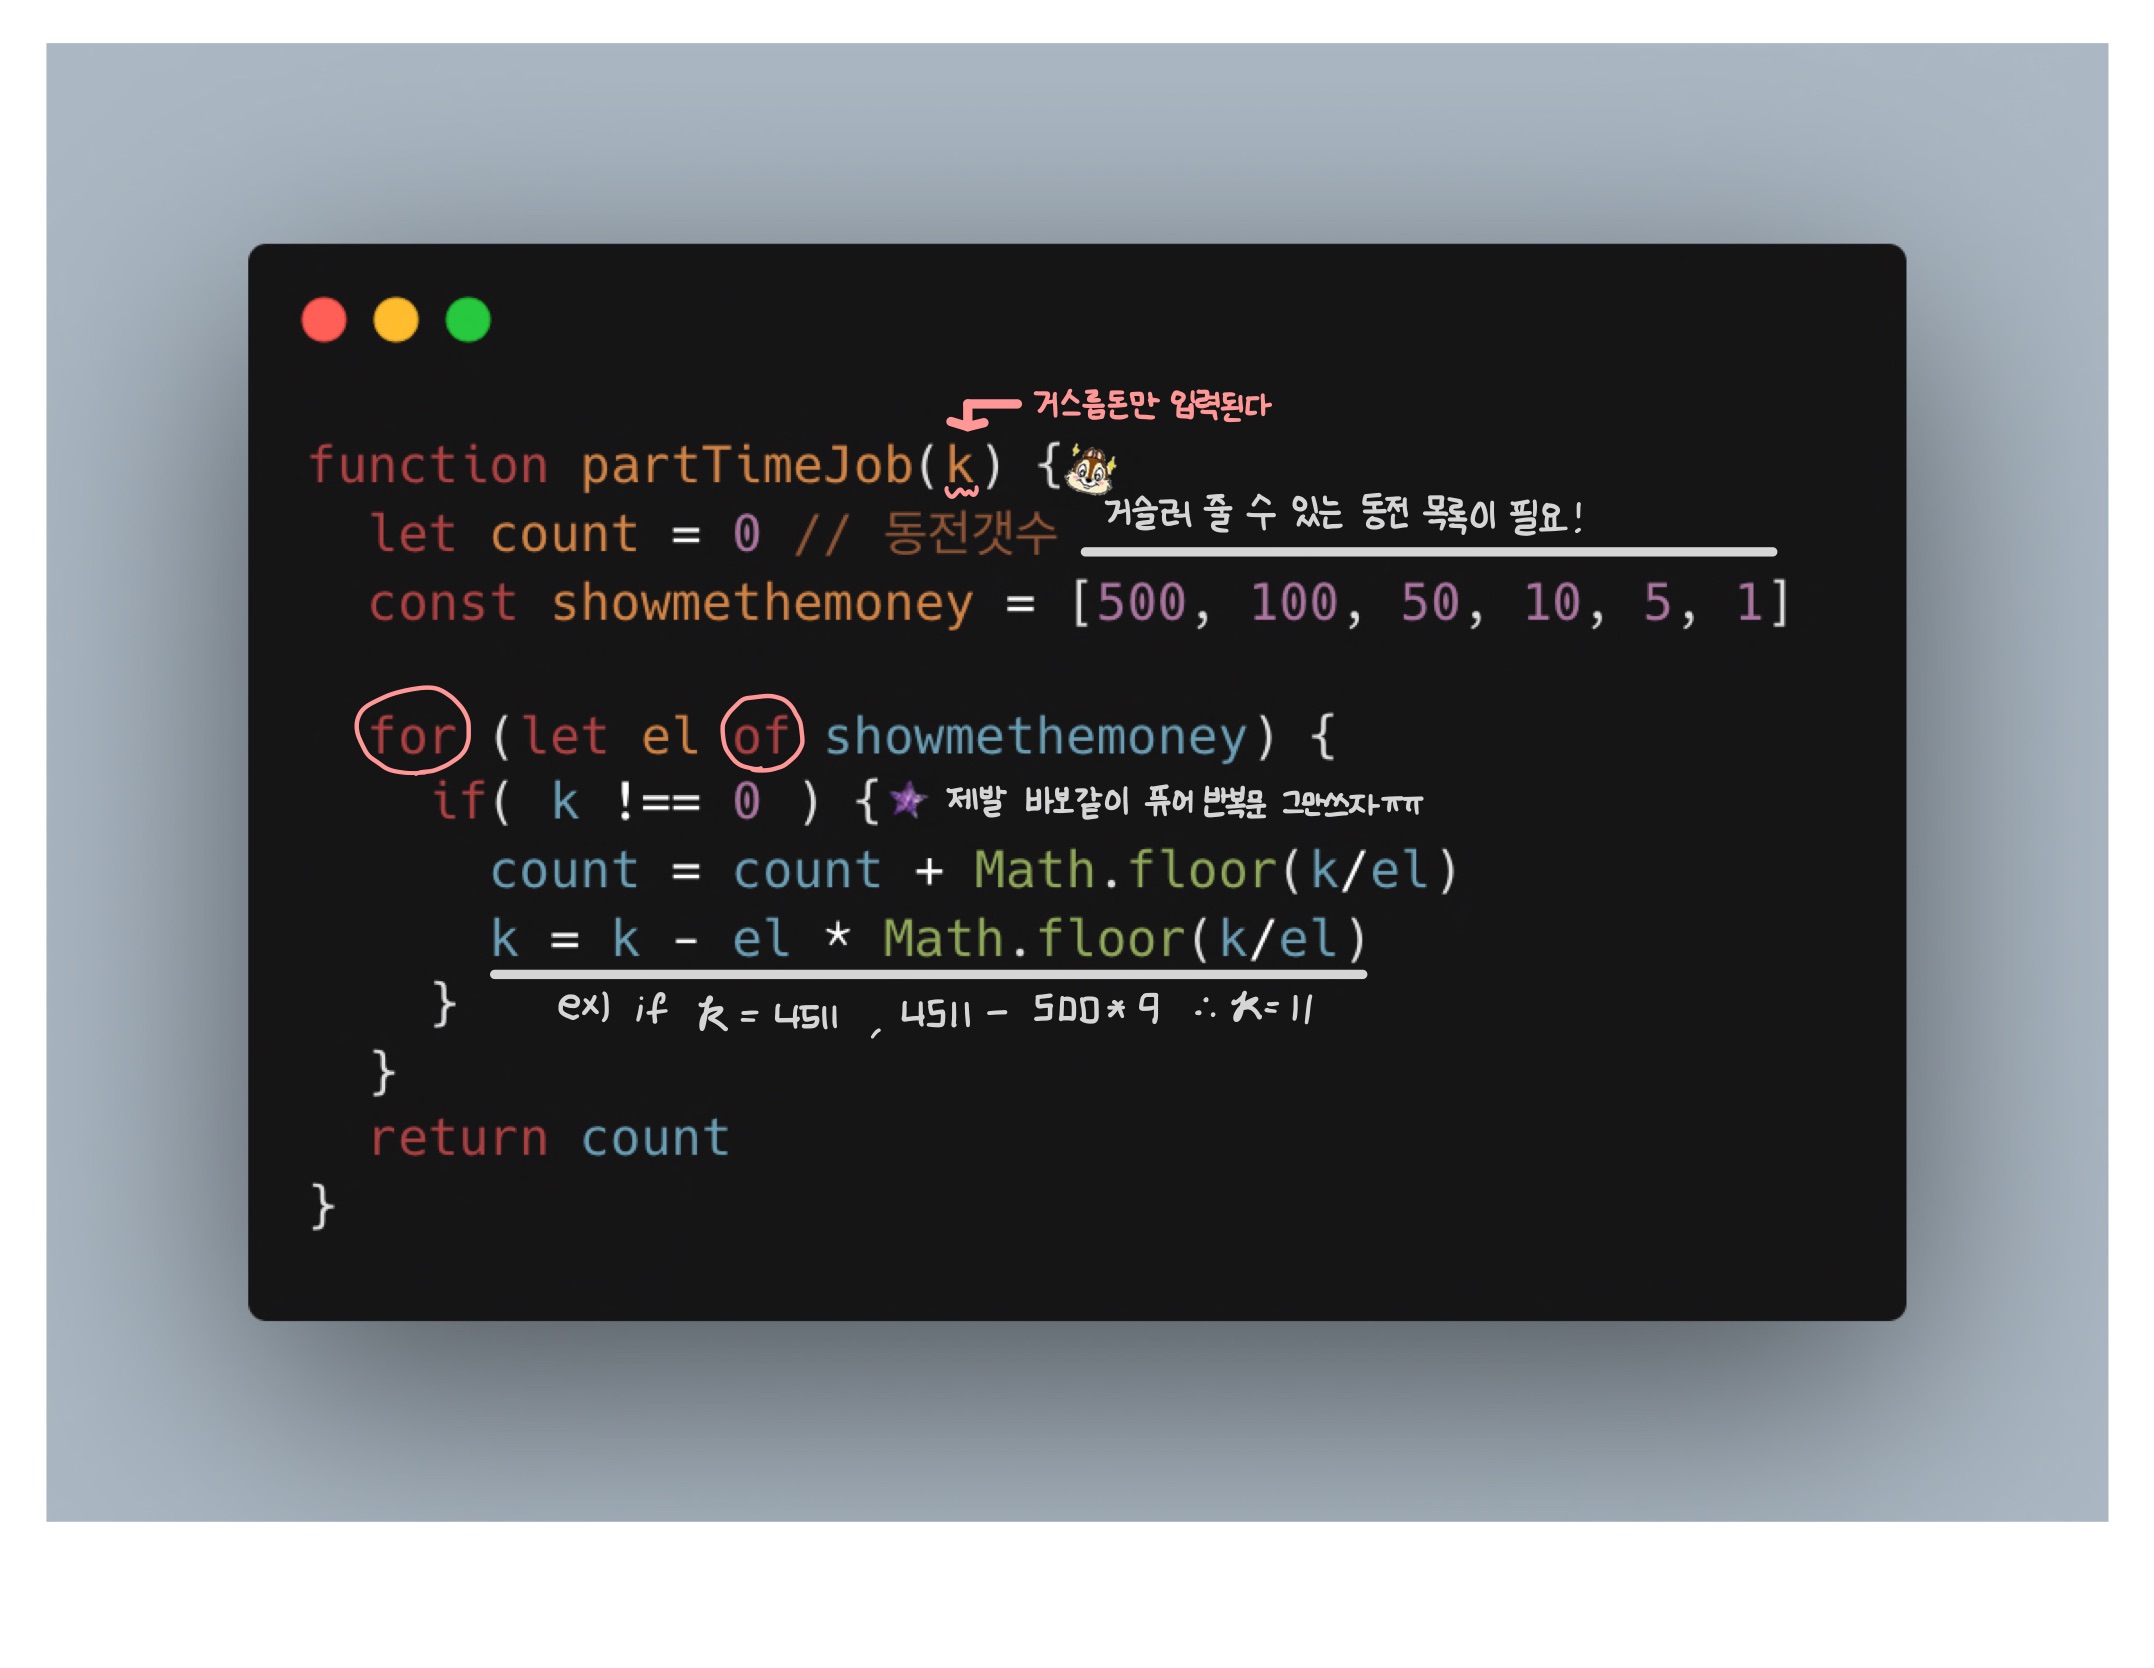 거스름돈만 입력된다
function partTimeJob(k) {
거슬러 줄 수 있는 동전 목록이 필요!
let count = 0 // 동전갯수
const showmethemoney = [500, 100, 50, 10, 5, 1]
for (let el of showmethemoney) {
if( k !== 0 ) { 제발 바보같이 퓨어 반복문 그만쓰자ㅠㅠ
count = count + Math.floor(k/el)
k = k - el * Math.floor(k/el)
} ex) if k = 4511 , 4511 - 500 * 9 ∴ k = 11
}
return count
}